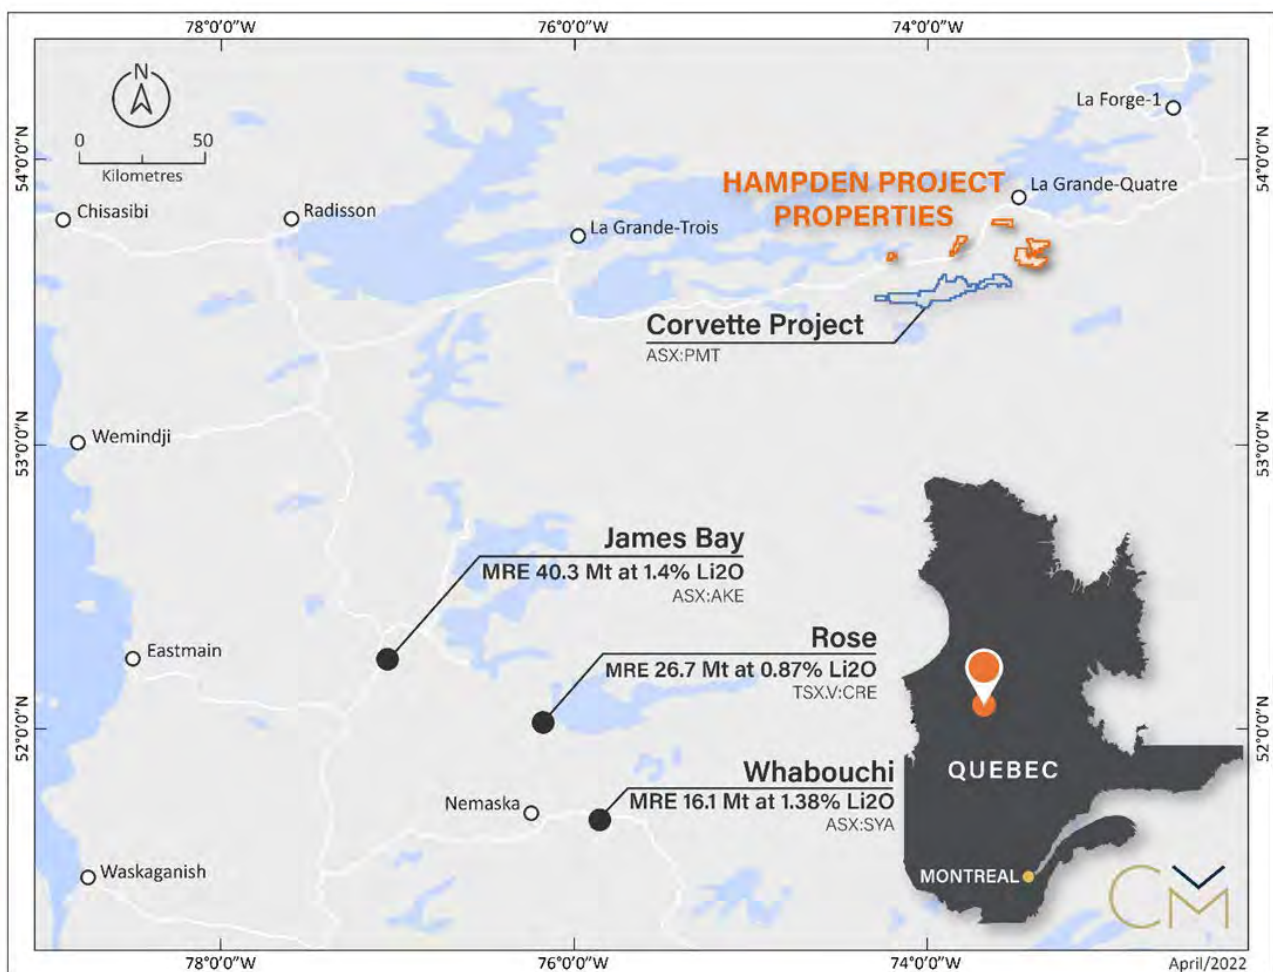 78°0'0"W
76°0'0"W
74°0'0"W
N
0 50
Kilometres
54°0'0"N
54°0'0"N
La Forge-1
HAMPDEN PROJECT
PROPERTIES
La Grande-Quatre
Chisasibi
Radisson
La Grande-Trois
Corvette Project
ASX:PMT
53°0'0"N
53°0'0"N
Wemindji
James Bay
MRE 40.3 Mt at 1.4% Li2O
ASX:AKE
Eastmain
Rose
MRE 26.7 Mt at 0.87% Li2O
TSX.V:CRE
52°0'0"N
52°0'0"N
QUEBEC
Whabouchi
MRE 16.1 Mt at 1.38% Li2O
ASX:SYA
Nemaska
Waskaganish
MONTREAL
CM
78°0'0"W
76°0'0"W
74°0'0"W
April/2022